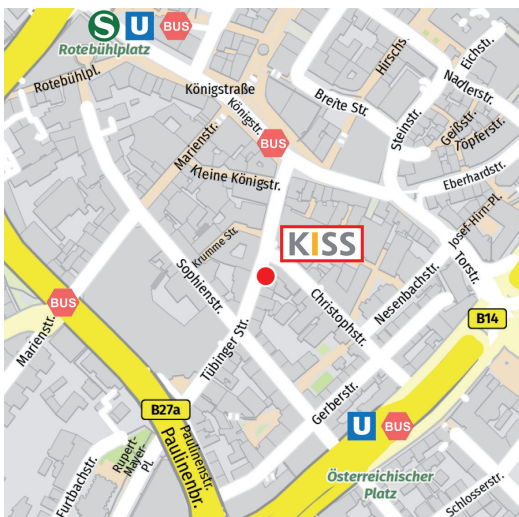 S U BUS
Rotebühlplatz
Rotebühlpl.
Königstraße
Königstr.
BUS
Marienstr.
Kleine Königstr.
Breite Str.
Hirschs
Eichstr.
Nadlerstr.
Steinstr.
Geißstr.
Töpferstr.
Eberhardstr.
Josef-Hirn-Pl.
Torstr.
Krumme Str.
KISS
Sophienstr.
Christophstr.
Nesenbachstr.
B14
BUS
Marienstr.
Tübinger Str.
Gerberstr.
B27a
Paulinenstr.
Paulinenbr.
Rupert-
Mayer-
Pl.
Furtbachstr.
U BUS
Österreichischer
Platz
Schlosserstr.